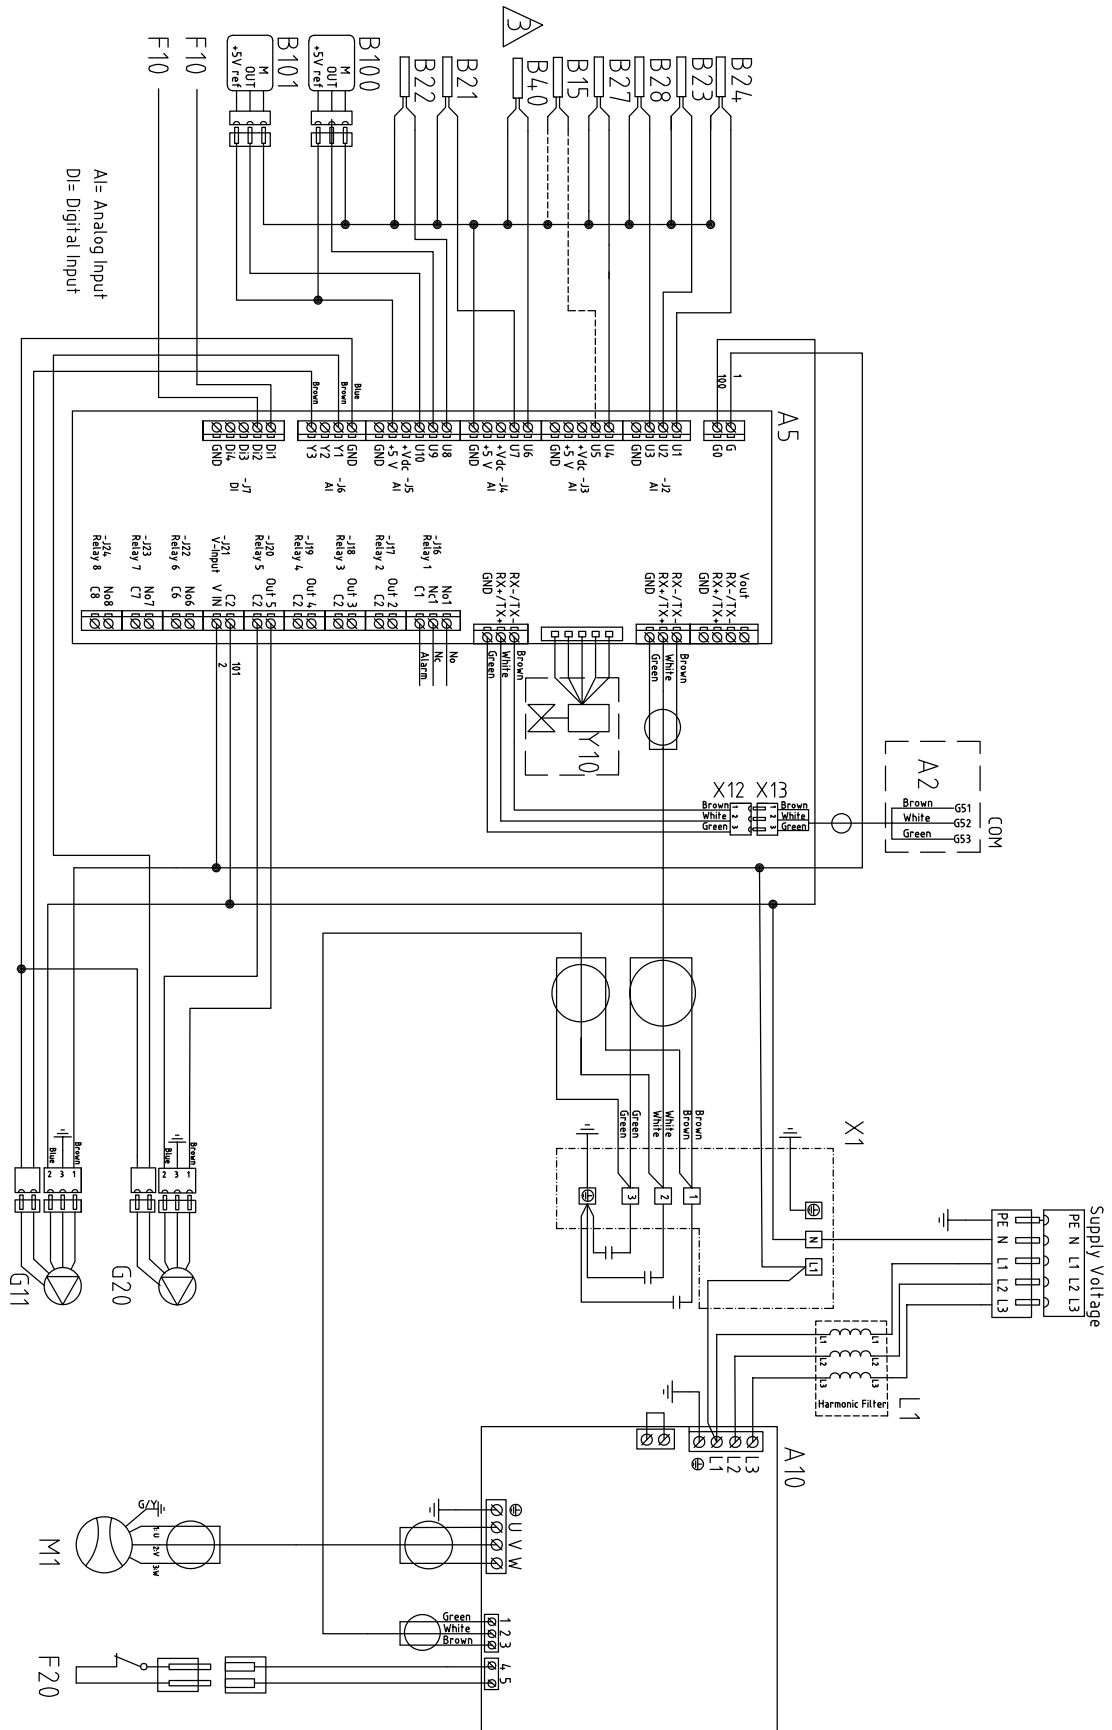 3
B24
B23
B28
B27
B15
B40
B21
B22
B100
M
OUT
+5V ref
B101
M
OUT
+5V ref
F10
F10
AI= Analog Input
DI= Digital Input
A5
1
100
G
G0
U1
U2
U3
GND
-J2
AI
U4
U5
+Vdc
+5 V
GND
-J3
AI
U6
U7
+Vdc
+5 V
GND
-J4
AI
U8
U9
U10
+Vdc
+5 V
GND
-J5
AI
Blue
Brown
Brown
GND
Y1
Y2
Y3
-J6
AI
Di1
Di2
Di3
Di4
GND
-J7
DI
Vout
RX-/TX-
RX+/TX+
GND
RX-/TX-
RX+/TX+
GND
Brown
White
Green
RX-/TX-
RX+/TX+
GND
Brown
White
Green
Y10
-J16
Relay 1
No1
Nc1
C1
No
Nc
Alarm
-J17
Relay 2
Out 2
C2
-J18
Relay 3
Out 3
C2
-J19
Relay 4
Out 4
C2
-J20
Relay 5
Out 5
C2
-J21
V-Input
C2
V IN
101
2
-J22
Relay 6
No6
C6
-J23
Relay 7
No7
C7
-J24
Relay 8
No8
C8
X12
X13
Brown
White
Green
1
2
3
1
2
3
Brown
White
Green
A2
COM
Brown
White
Green
G51
G52
G53
X1
Brown
Brown
White
White
Green
Green
1
2
3
N
L1
Supply Voltage
PE N L1 L2 L3
PE N L1 L2 L3
L1
L1
L2
L3
L1
L2
L3
Harmonic Filter
Brown
Blue
1
3
2
G20
Brown
Blue
1
3
2
G11
A10
L3
L2
L1
U
V
W
G/Y
1:U
2:V
3:W
M1
Green
White
Brown
1
2
3
4
5
F20